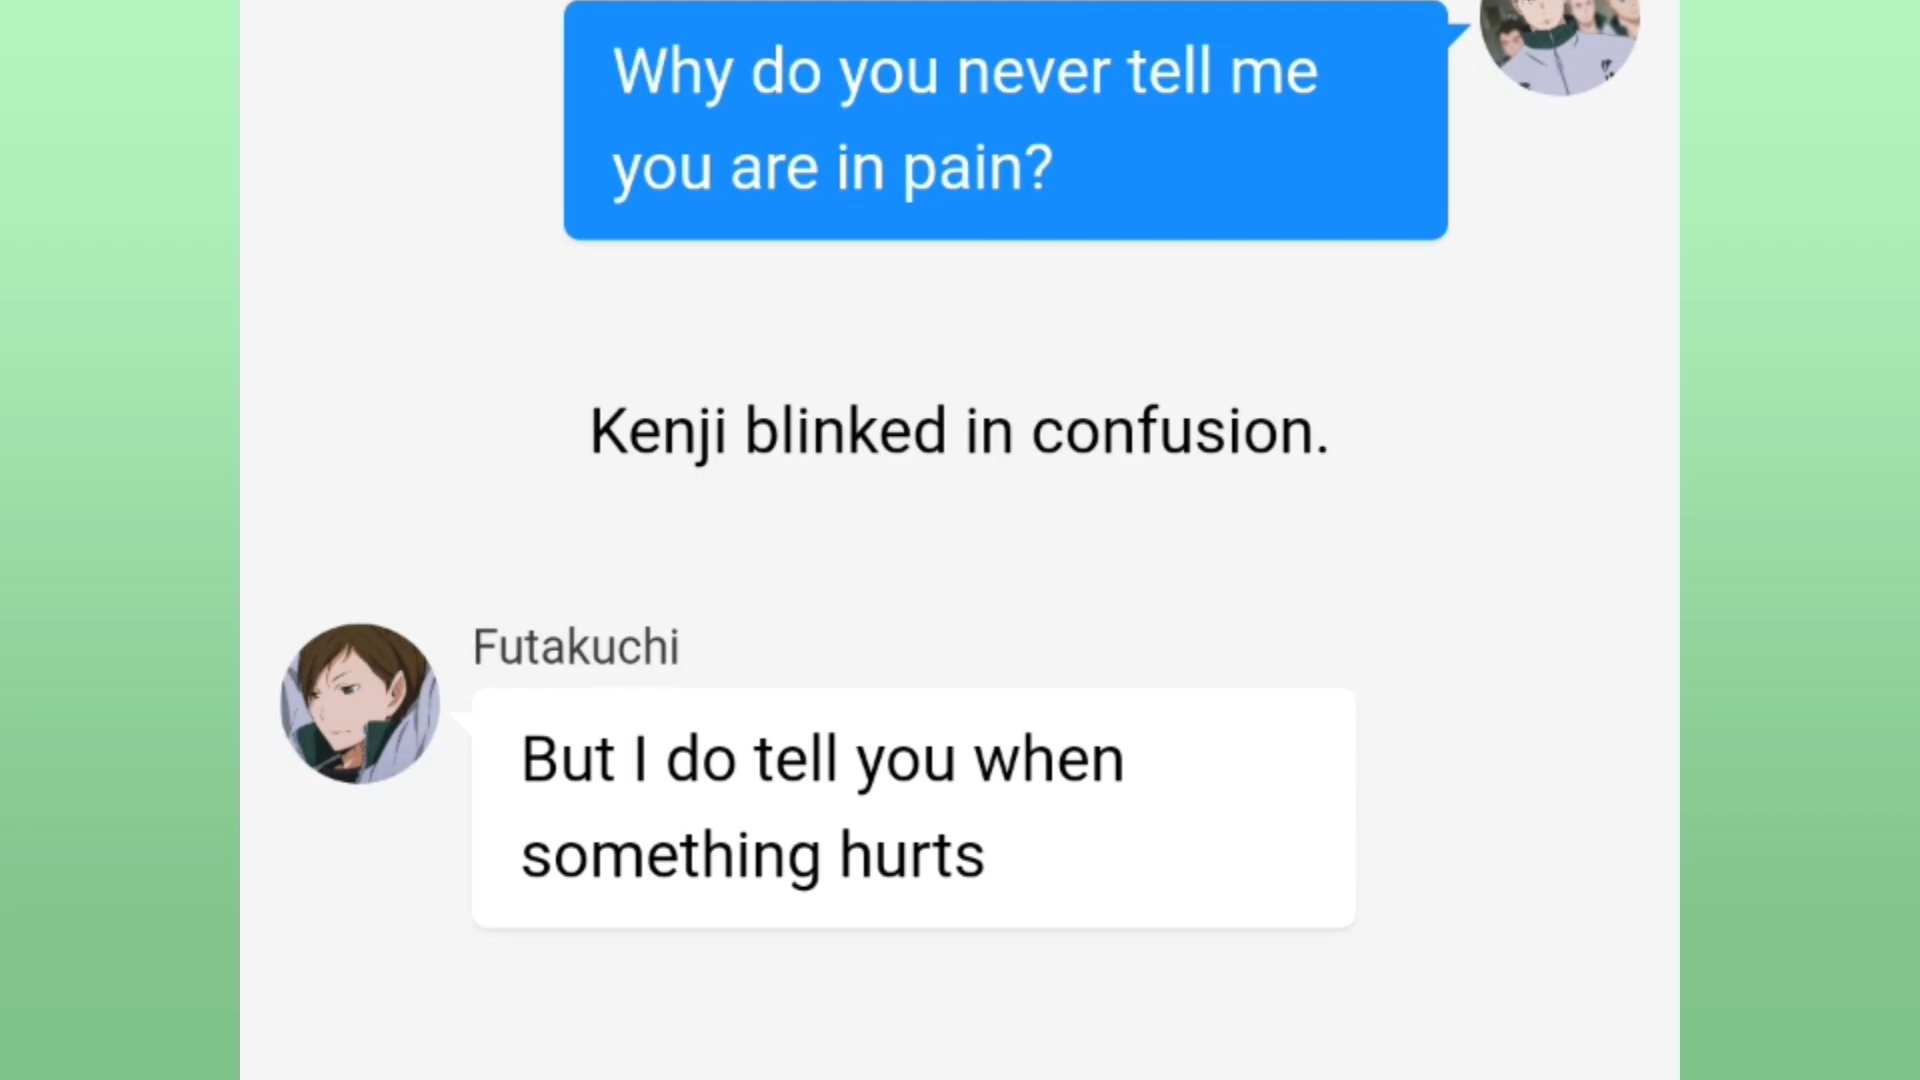 Why do you never tell me
you are in pain?
Kenji blinked in confusion.
Futakuchi
But I do tell you when
something hurts